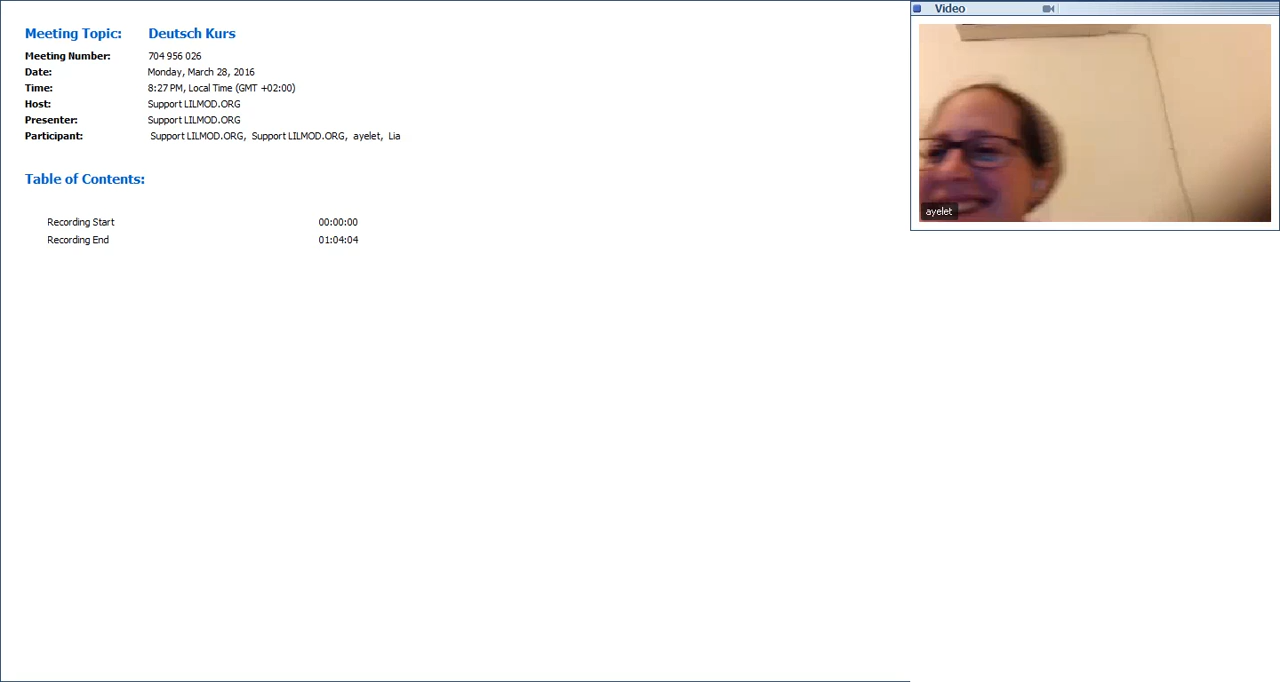 Meeting Topic: Deutsch Kurs
Meeting Number: 704 956 026
Date: Monday, March 28, 2016
Time: 8:27 PM, Local Time (GMT +02:00)
Host: Support LILMOD.ORG
Presenter: Support LILMOD.ORG
Participant: Support LILMOD.ORG, Support LILMOD.ORG, ayelet, Lia
Table of Contents:
Recording Start 00:00:00
Recording End 01:04:04
Video
ayelet